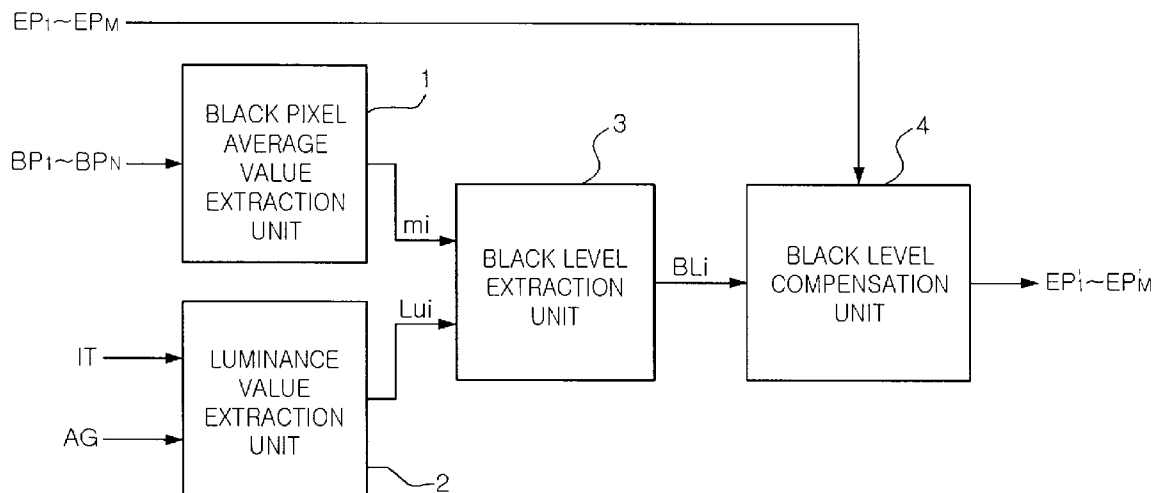 EP₁~EPM
1
BLACK PIXEL
AVERAGE
VALUE
EXTRACTION
UNIT
BP₁~BPN
mi
3
BLACK LEVEL
EXTRACTION
UNIT
BLi
4
BLACK LEVEL
COMPENSATION
UNIT
EP₁'~EPM'
Lui
IT
AG
LUMINANCE
VALUE
EXTRACTION
UNIT
2